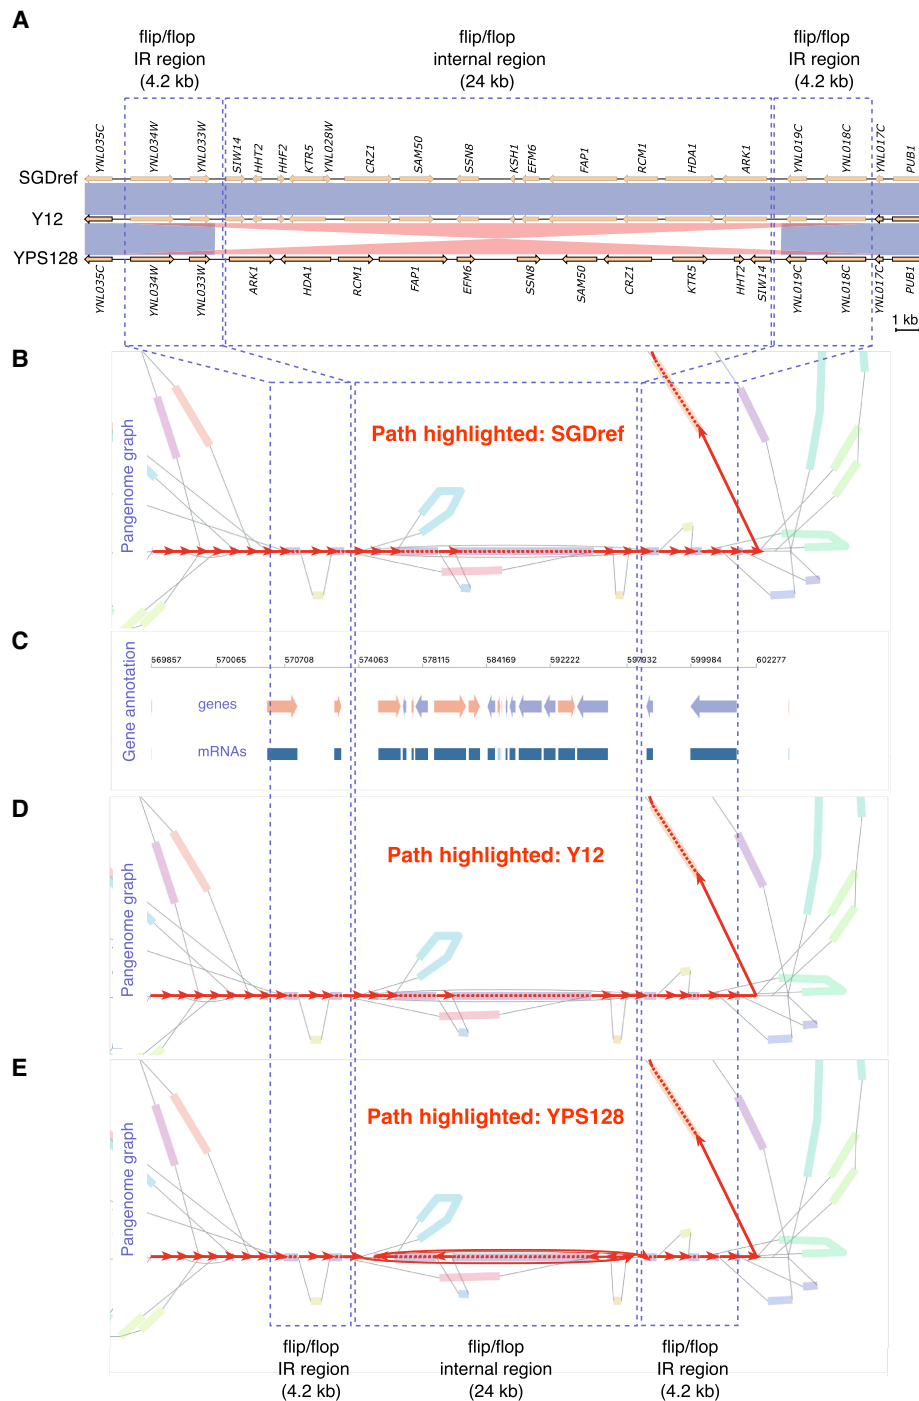 A
flip/flop
IR region
(4.2 kb)
flip/flop
internal region
(24 kb)
flip/flop
IR region
(4.2 kb)
YNL035C YNL034W YNL033W SIW14 HHT2 HHF2 KTR5 YNL028W CRZ1 SAM50 SSN8 KSH1 EFM6 FAP1 RCM1 HDA1 ARK1 YNL019C YNL018C YNL017C PUB1
SGDref
Y12
YPS128
YNL035C YNL034W YNL033W ARK1 HDA1 RCM1 FAP1 EFM6 SSN8 SAM50 CRZ1 KTR5 HHT2 SIW14 YNL019C YNL018C YNL017C PUB1
1 kb
B
Pangenome graph
Path highlighted: SGDref
C
Gene annotation
569857 570065 570708 574063 578115 584169 592222 597932 599984 602277
genes
mRNAs
D
Pangenome graph
Path highlighted: Y12
E
Pangenome graph
Path highlighted: YPS128
flip/flop
IR region
(4.2 kb)
flip/flop
internal region
(24 kb)
flip/flop
IR region
(4.2 kb)